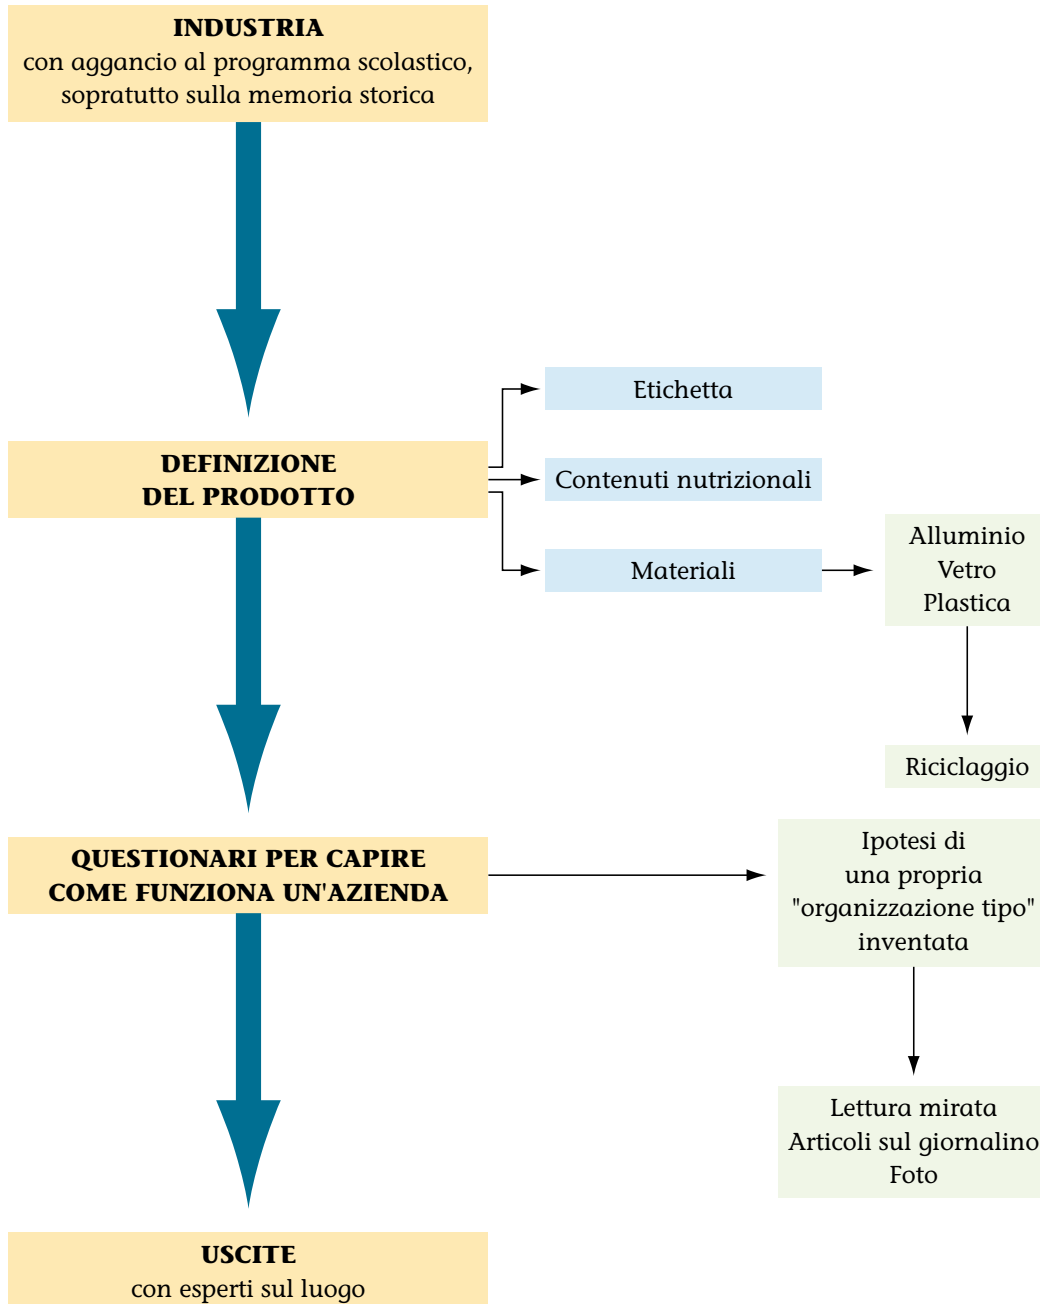 INDUSTRIA
con aggancio al programma scolastico,
sopratutto sulla memoria storica
DEFINIZIONE
DEL PRODOTTO
Etichetta
Contenuti nutrizionali
Materiali
Alluminio
Vetro
Plastica
Riciclaggio
QUESTIONARI PER CAPIRE
COME FUNZIONA UN'AZIENDA
Ipotesi di
una propria
"organizzazione tipo"
inventata
Lettura mirata
Articoli sul giornalino
Foto
USCITE
con esperti sul luogo